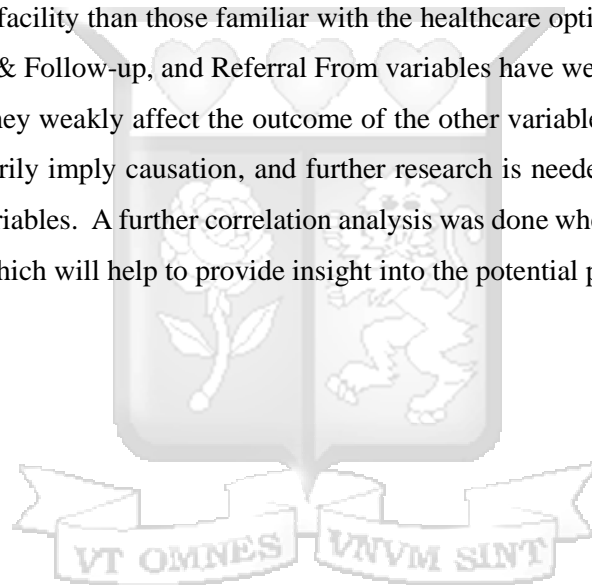 facility than those familiar with the healthcare opti
& Follow-up, and Referral From variables have we
ney weakly affect the outcome of the other variable
rily imply causation, and further research is neede
riables. A further correlation analysis was done whe
hich will help to provide insight into the potential p
VT OMNES VNVM SINT